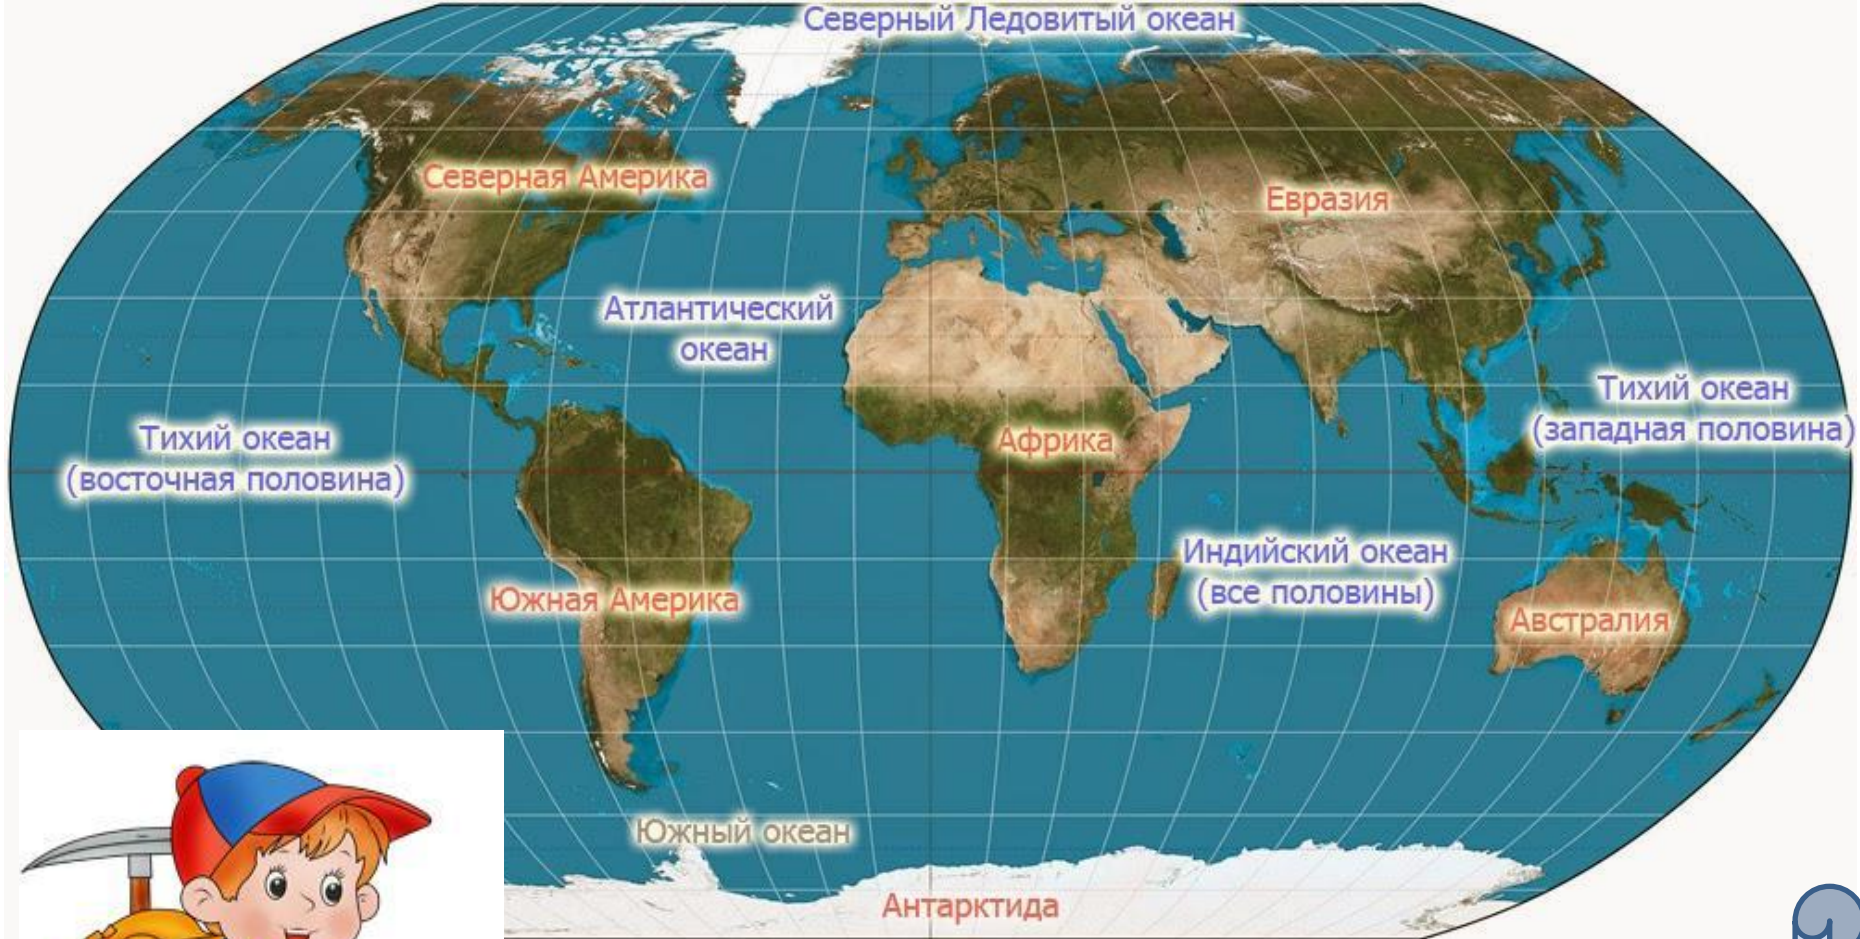 Северный Ледовитый океан
Северная Америка
Евразия
Атлантический
океан
Тихий океан
(западная половина)
Тихий океан
(восточная половина)
Африка
Индийский океан
(все половины)
Южная Америка
Австралия
Южный океан
Антарктида